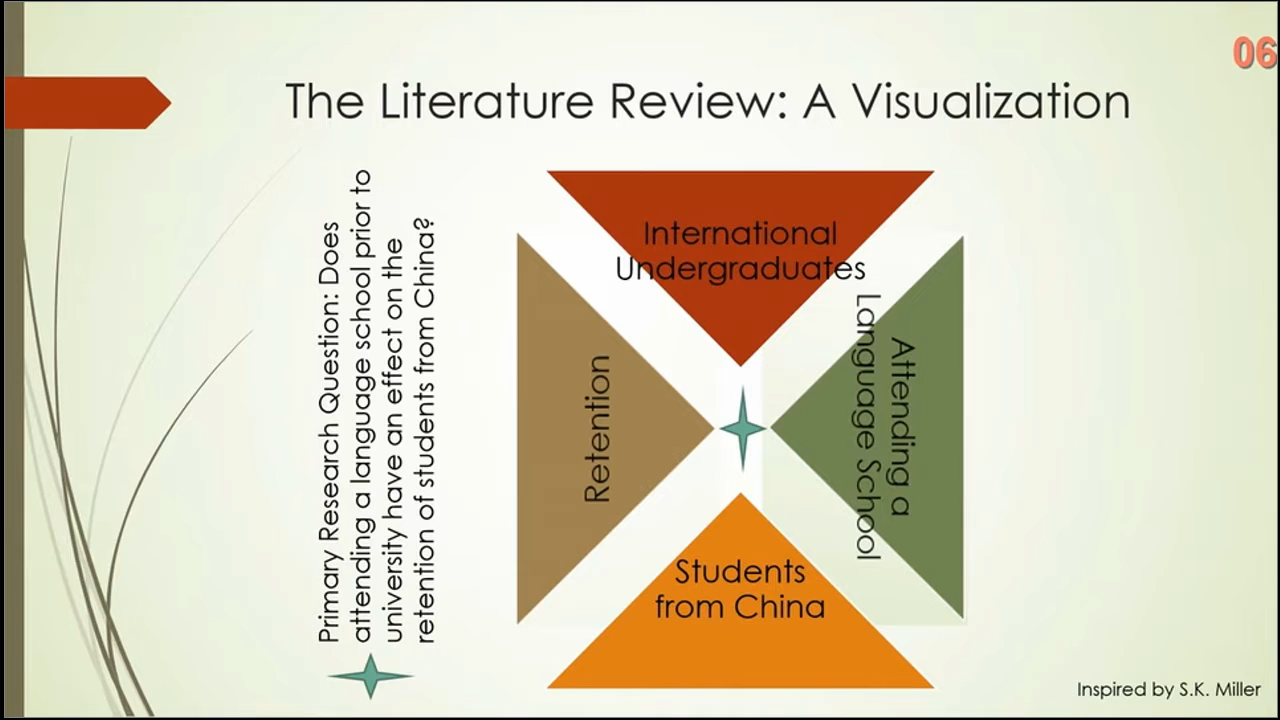 06
The Literature Review: A Visualization
Primary Research Question: Does
attending a language school prior to
university have an effect on the
retention of students from China?
International
Undergraduates
Retention
Attending a
Language School
Students
from China
Inspired by S.K. Miller